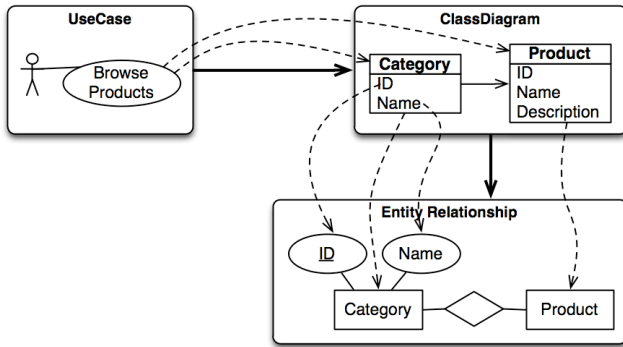 UseCase
Browse
Products
ClassDiagram
Category
ID
Name
Product
ID
Name
Description
Entity Relationship
ID
Name
Category
Product